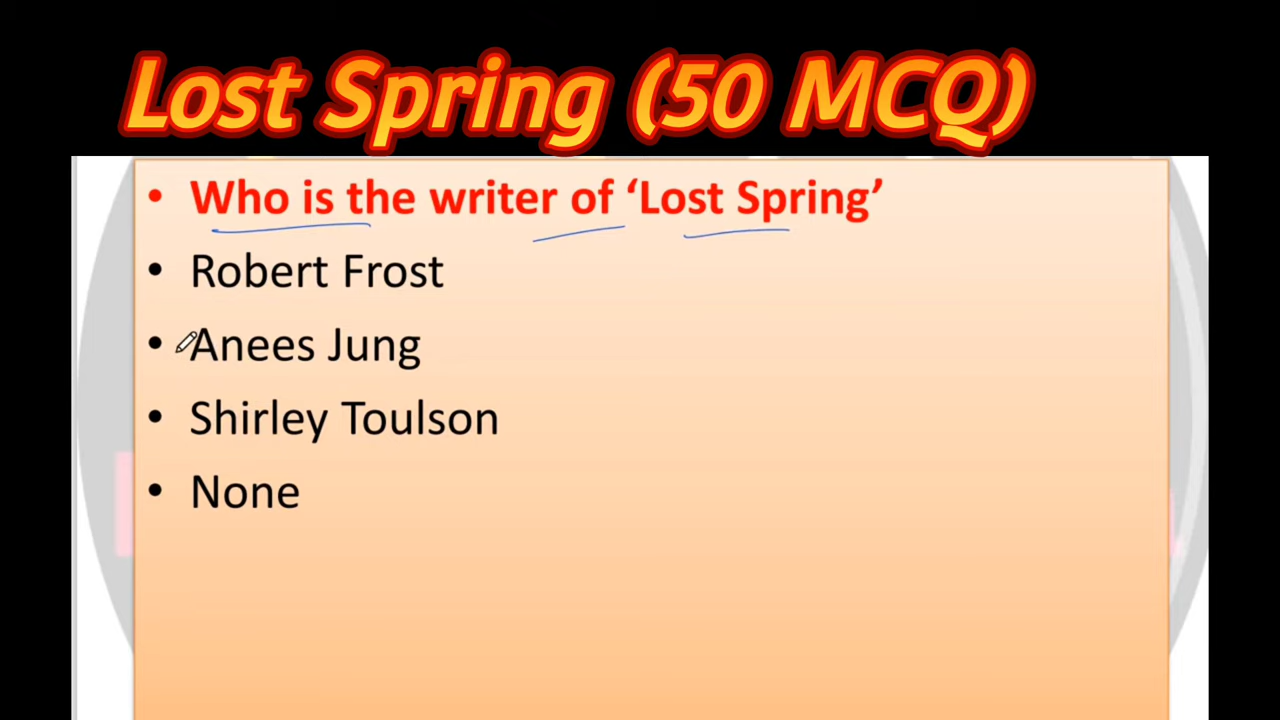 Lost Spring (50 MCQ)
• Who is the writer of ‘Lost Spring’
• Robert Frost
• Anees Jung
• Shirley Toulson
• None